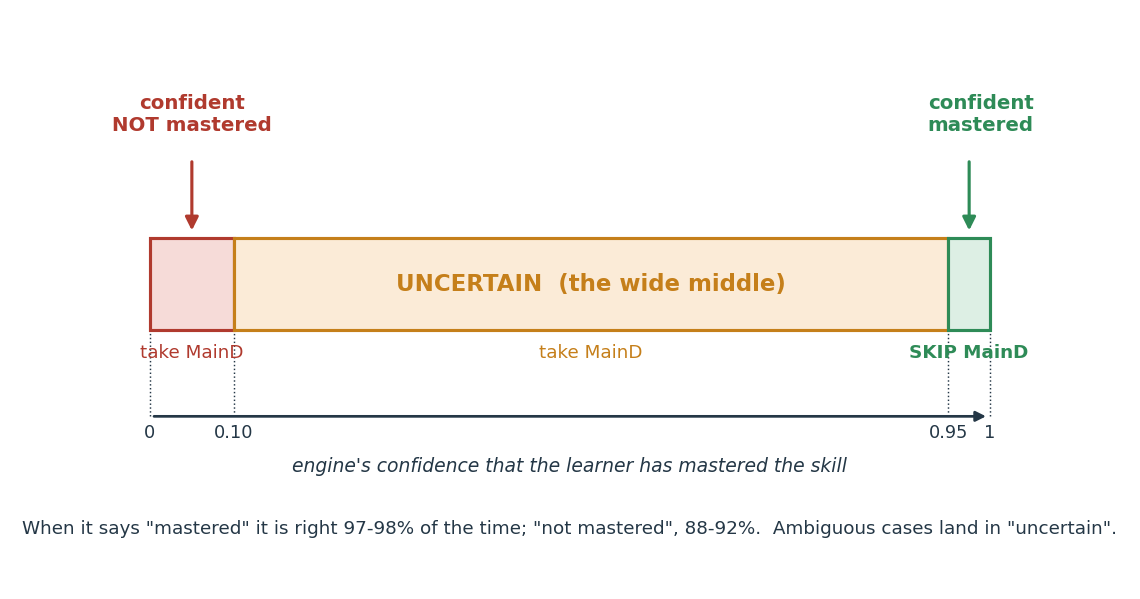 confident
NOT mastered
confident
mastered
UNCERTAIN  (the wide middle)
take MainD
take MainD
SKIP MainD
0
0.10
0.95
1
engine's confidence that the learner has mastered the skill
When it says "mastered" it is right 97-98% of the time; "not mastered", 88-92%.  Ambiguous cases land in "uncertain".